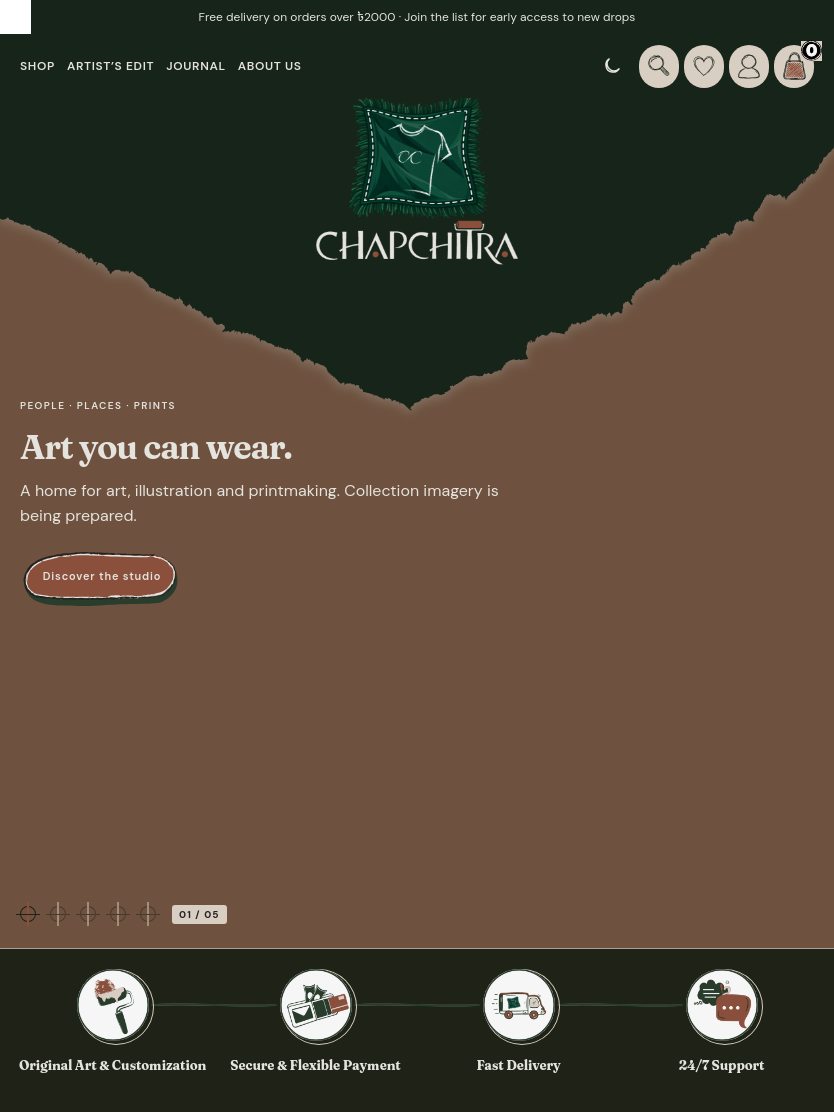 Free delivery on orders over ৳2000 · Join the list for early access to new drops
SHOP ARTIST’S EDIT JOURNAL ABOUT US
0
CC
CHAPCHITRA
PEOPLE · PLACES · PRINTS
Art you can wear.
A home for art, illustration and printmaking. Collection imagery is
being prepared.
Discover the studio
01 / 05
Original Art & Customization
Secure & Flexible Payment
Fast Delivery
24/7 Support